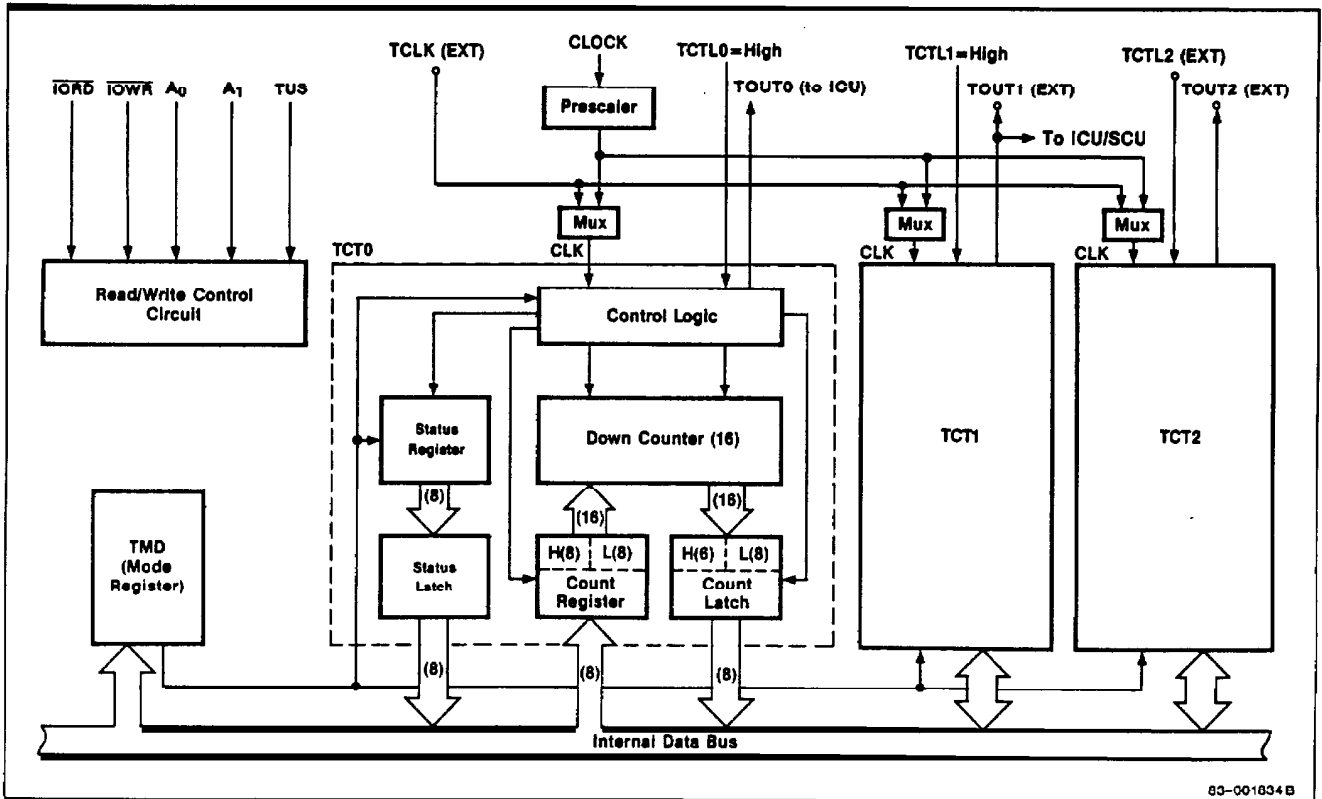 TCLK (EXT)
CLOCK
TCTL0=High
TCTL1=High
TCTL2 (EXT)
IORD
IOWR
A0
A1
TUS
TOUT0 (to ICU)
TOUT1 (EXT)
TOUT2 (EXT)
Prescaler
To ICU/SCU
Mux
Mux
Mux
TCT0
CLK
CLK
CLK
Read/Write Control
Circuit
Control Logic
Status
Register
Down Counter (16)
TCT1
TCT2
(8)
(16)
(16)
TMD
(Mode
Register)
Status
Latch
H(8)
L(8)
Count
Register
H(6)
L(8)
Count
Latch
(8)
(8)
(8)
Internal Data Bus
83-001834B